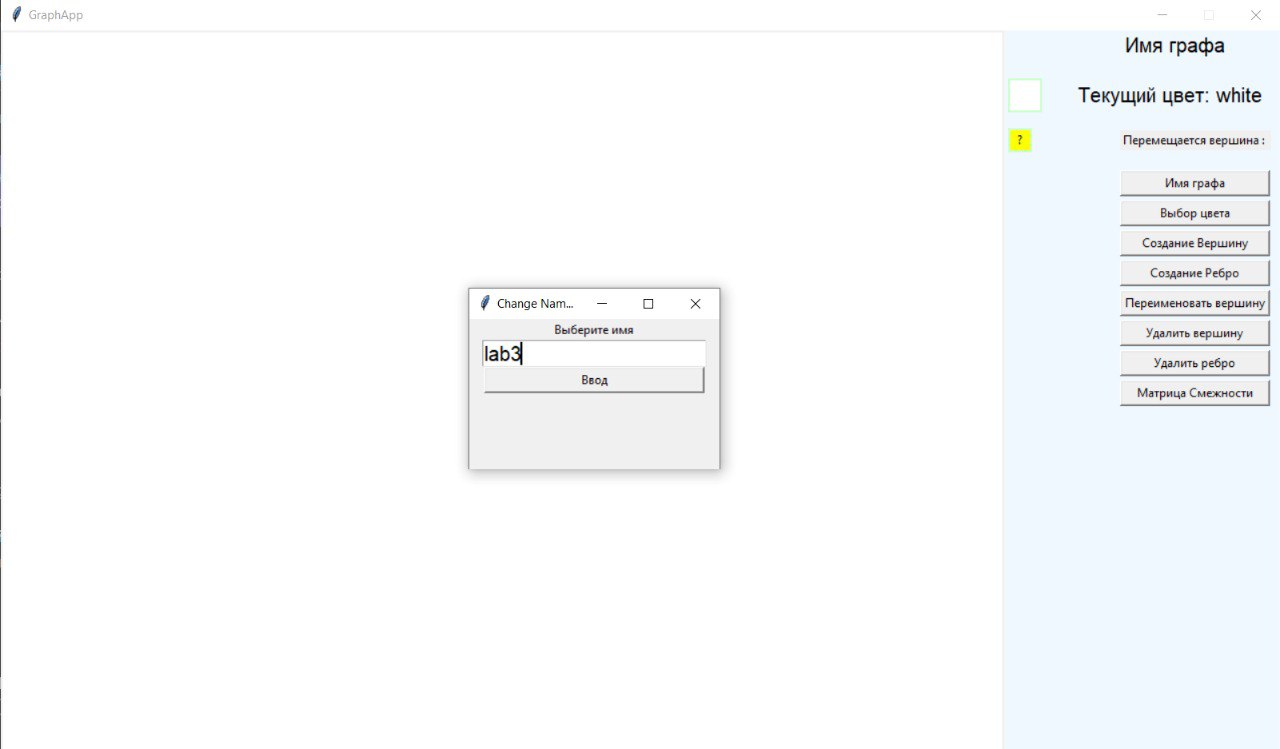 GraphApp
Имя графа
Текущий цвет: white
?
Перемещается вершина :
Имя графа
Выбор цвета
Создание Вершину
Создание Ребро
Переименовать вершину
Удалить вершину
Удалить ребро
Матрица Смежности
Change Nam...
Выберите имя
lab3
Ввод